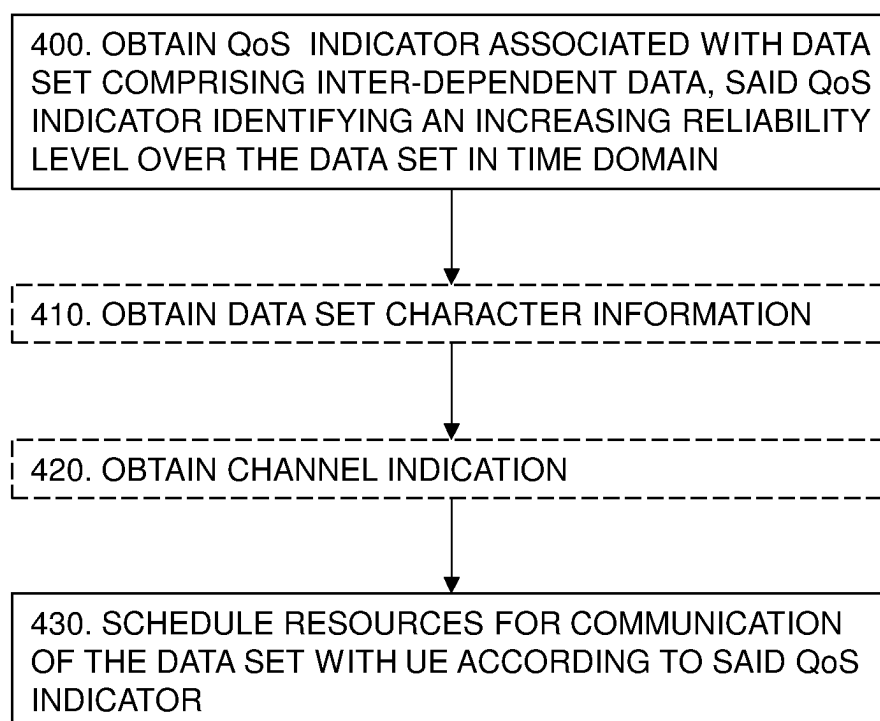 400. OBTAIN QoS INDICATOR ASSOCIATED WITH DATA
SET COMPRISING INTER-DEPENDENT DATA, SAID QoS
INDICATOR IDENTIFYING AN INCREASING RELIABILITY
LEVEL OVER THE DATA SET IN TIME DOMAIN
410. OBTAIN DATA SET CHARACTER INFORMATION
420. OBTAIN CHANNEL INDICATION
430. SCHEDULE RESOURCES FOR COMMUNICATION
OF THE DATA SET WITH UE ACCORDING TO SAID QoS
INDICATOR